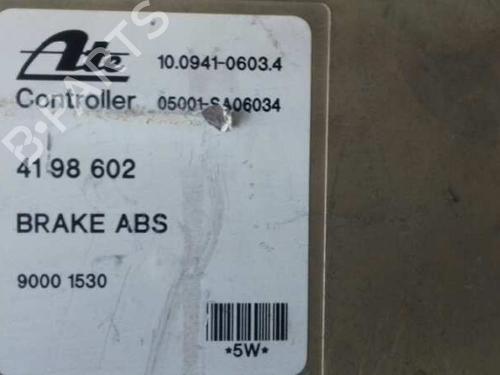 Ate
10.0941-0603.4
Controller
05001-SA06034
41 98 602
BRAKE ABS
9000 1530
*5W*
B-PARTS